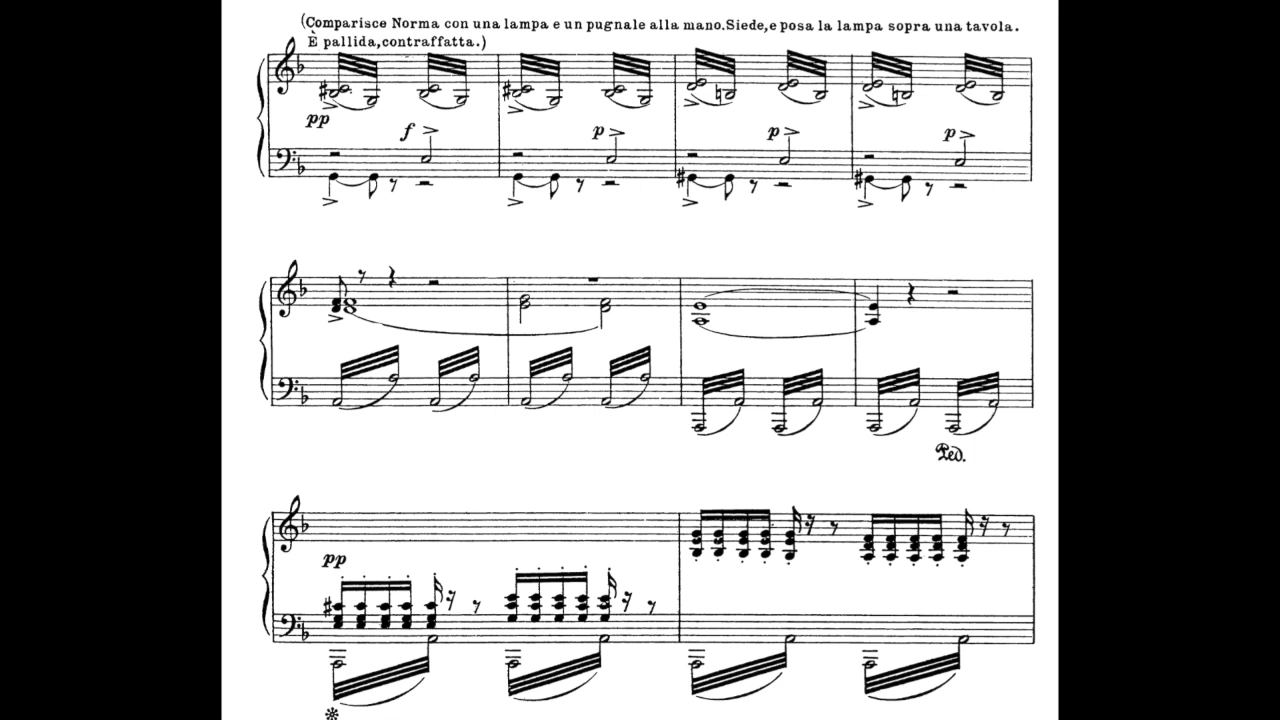 (Comparisce Norma con una lampa e un pugnale alla mano. Siede, e posa la lampa sopra una tavola.
È pallida, contraffatta.)
pp
f
p
p
p
Ped.
pp